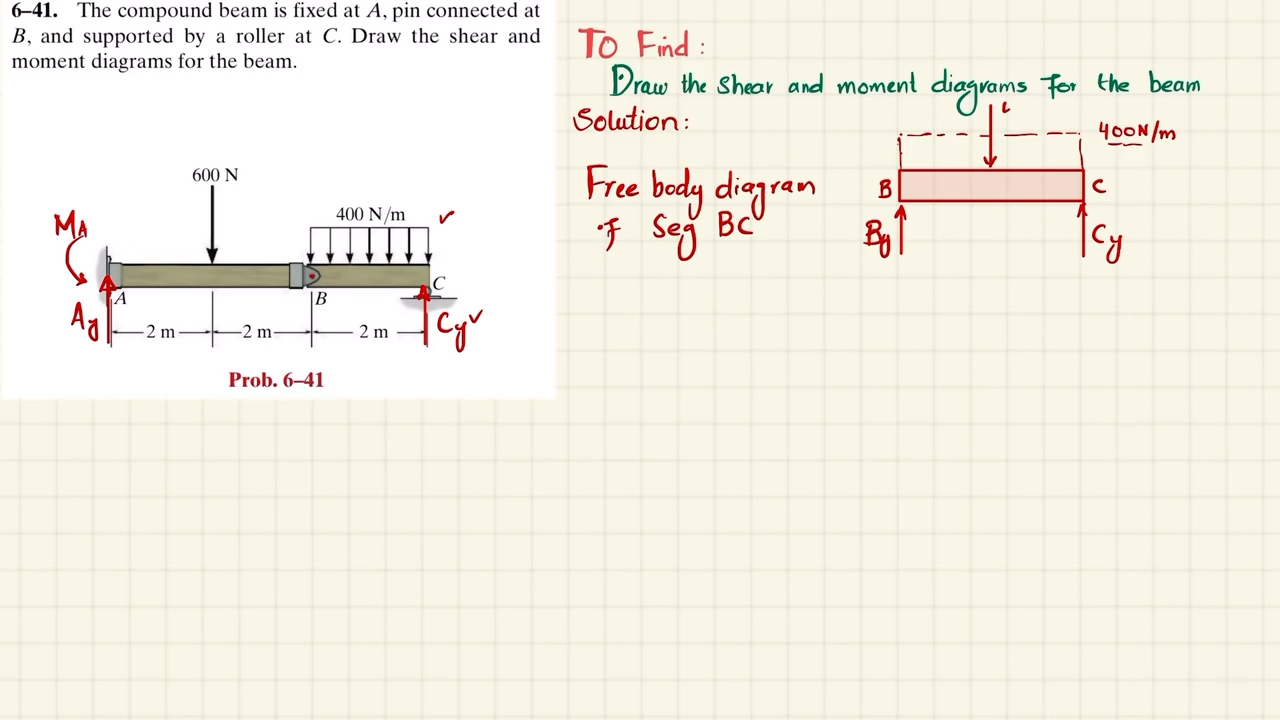 6–41. The compound beam is fixed at A, pin connected at
B, and supported by a roller at C. Draw the shear and
moment diagrams for the beam.
To Find :
Draw the Shear and moment diagrams for the beam
Solution:
400N/m
Free body diagram
of Seg BC
B
C
By
Cy
600 N
MA
400 N/m
A
B
C
Ay
Cy
2 m
2 m
2 m
Prob. 6–41